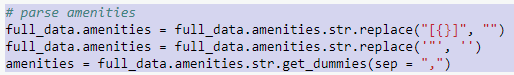 # parse amenities
full_data.amenities = full_data.amenities.str.replace("[{}]", "")
full_data.amenities = full_data.amenities.str.replace('"', '')
amenities = full_data.amenities.str.get_dummies(sep = ",")